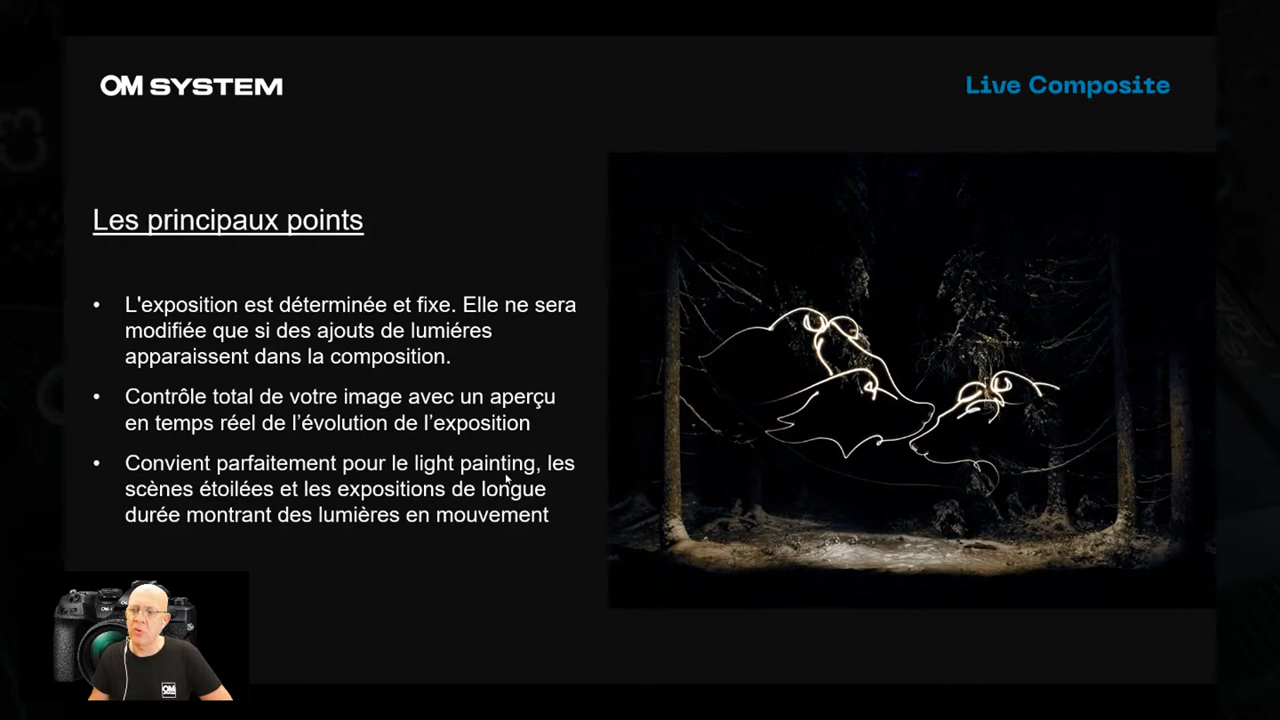 OM SYSTEM
Live Composite
Les principaux points
• L'exposition est déterminée et fixe. Elle ne sera
modifiée que si des ajouts de lumiéres
apparaissent dans la composition.
• Contrôle total de votre image avec un aperçu
en temps réel de l’évolution de l’exposition
• Convient parfaitement pour le light painting, les
scènes étoilées et les expositions de longue
durée montrant des lumières en mouvement
OM